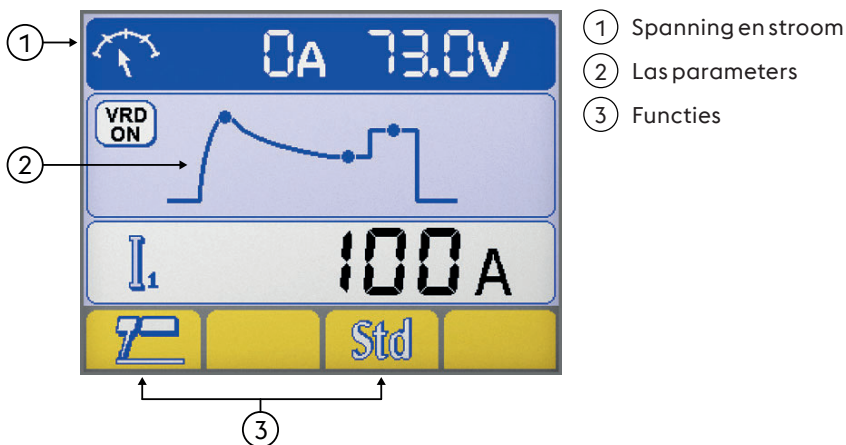 1 0A 73.0V
1 Spanning en stroom
2 Las parameters
3 Functies
VRD
ON
2
I1 100 A
Std
3